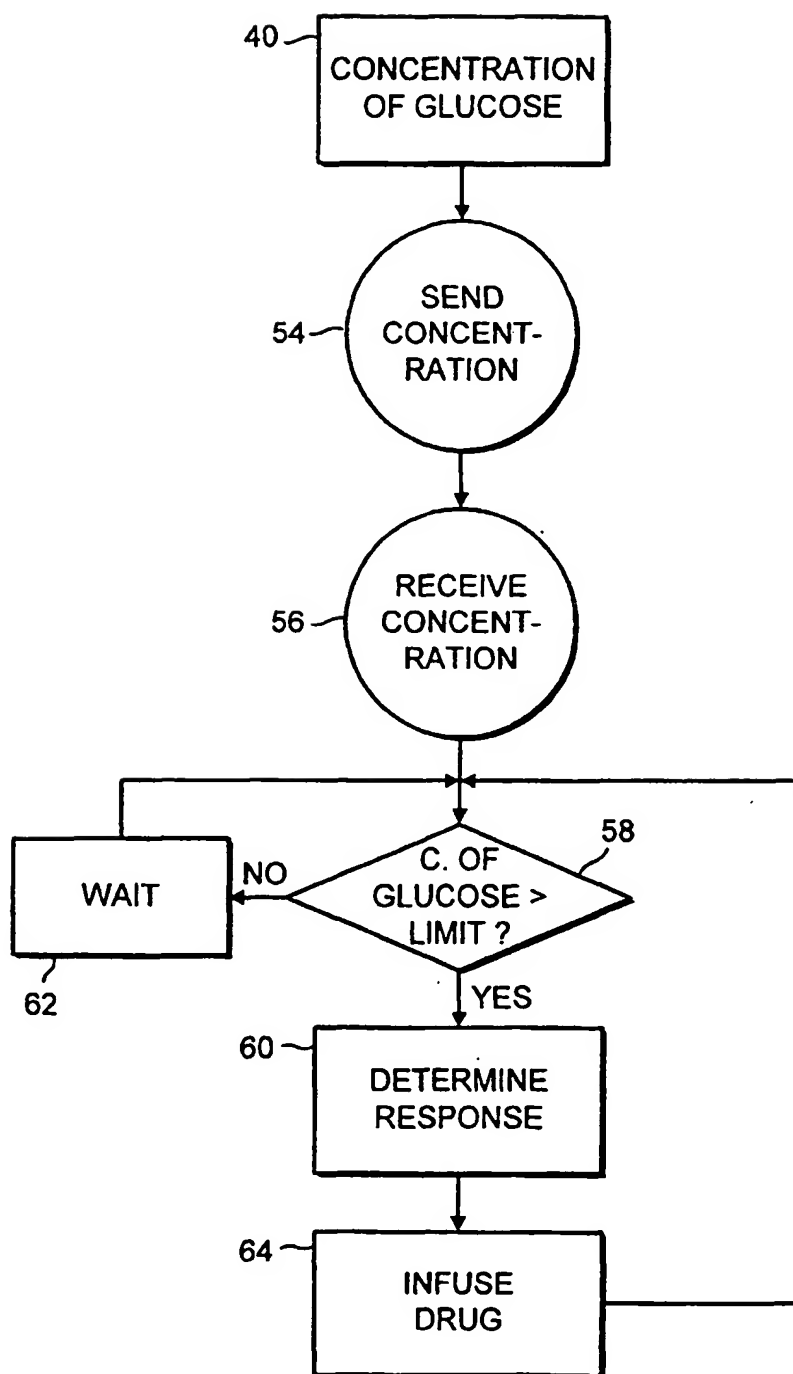 40
CONCENTRATION
OF GLUCOSE
54
SEND
CONCENT-
RATION
56
RECEIVE
CONCENT-
RATION
58
C. OF
GLUCOSE >
LIMIT ?
NO
WAIT
62
YES
60
DETERMINE
RESPONSE
64
INFUSE
DRUG